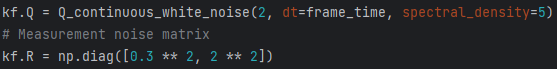 kf.Q = Q_continuous_white_noise(2, dt=frame_time, spectral_density=5)
# Measurement noise matrix
kf.R = np.diag([0.3 ** 2, 2 ** 2])